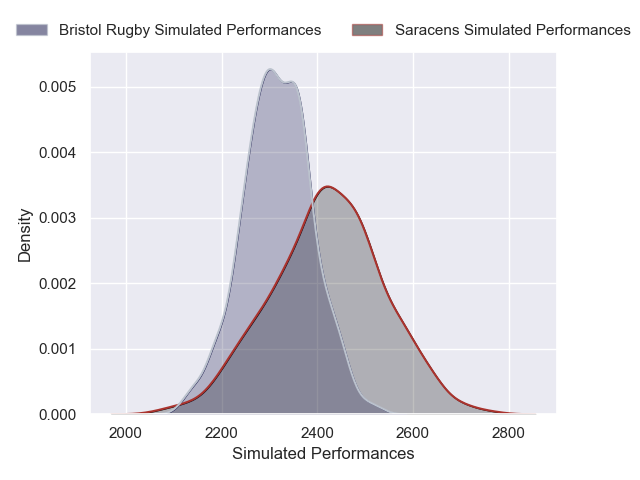 Bristol Rugby Simulated Performances
Saracens Simulated Performances
0.005
0.004
0.003
0.002
0.001
0.000
Density
2000
2200
2400
2600
2800
Simulated Performances